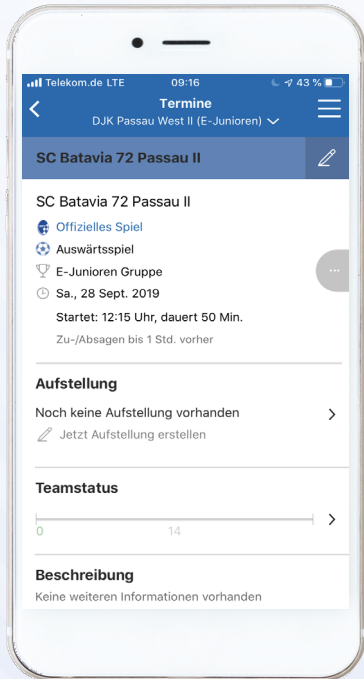 Telekom.de LTE 09:16 43 %
Termine
DJK Passau West II (E-Junioren)
SC Batavia 72 Passau II
SC Batavia 72 Passau II
Offizielles Spiel
Auswärtsspiel
E-Junioren Gruppe
Sa., 28 Sept. 2019
Startet: 12:15 Uhr, dauert 50 Min.
Zu-/Absagen bis 1 Std. vorher
Aufstellung
Noch keine Aufstellung vorhanden
Jetzt Aufstellung erstellen
Teamstatus
0 14
Beschreibung
Keine weiteren Informationen vorhanden